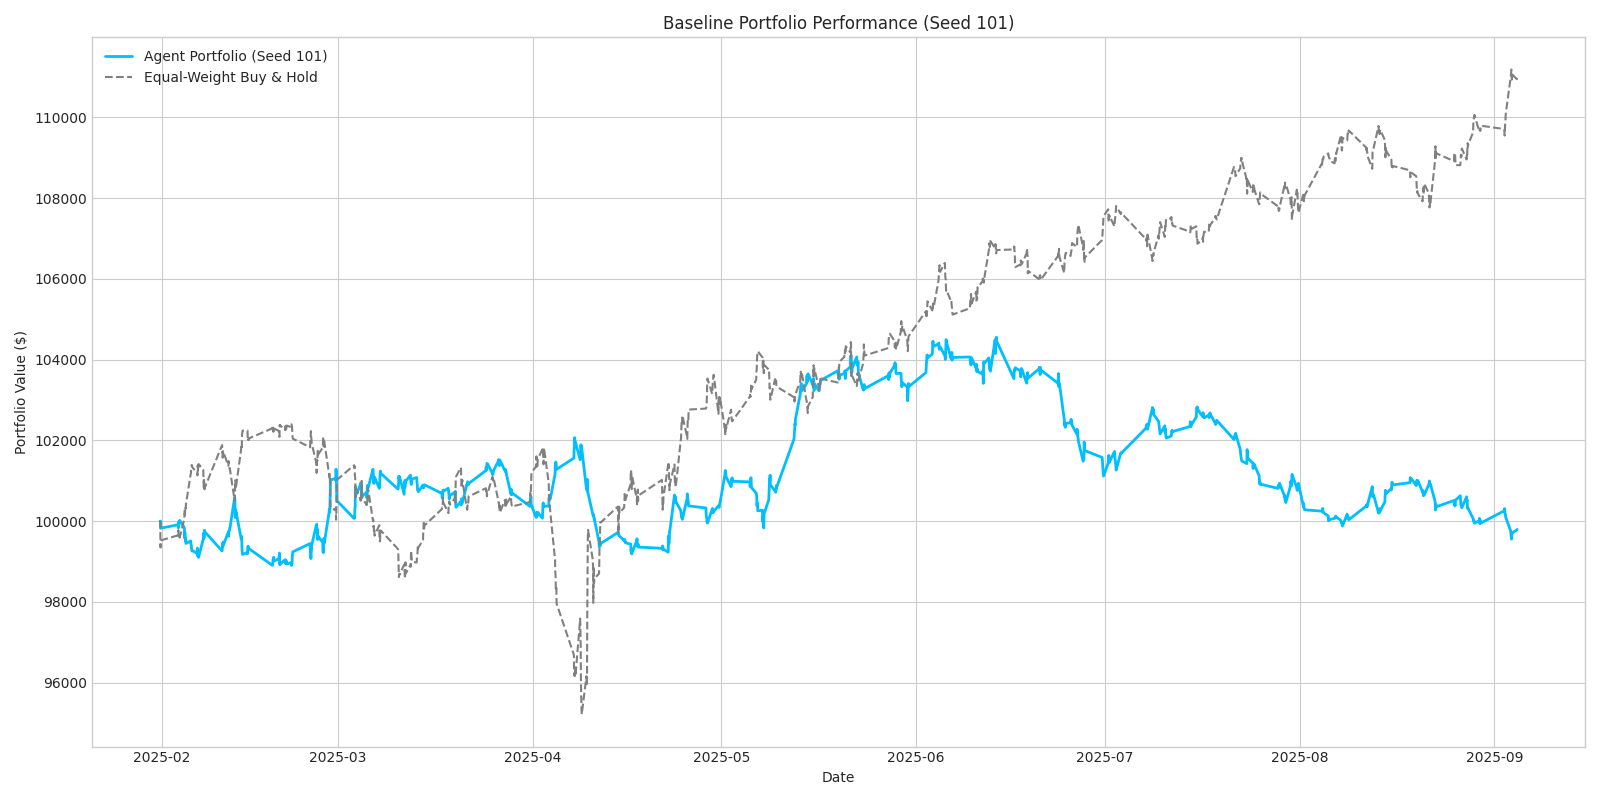 Baseline Portfolio Performance (Seed 101)
Agent Portfolio (Seed 101)
Equal-Weight Buy & Hold
Portfolio Value ($)
110000
108000
106000
104000
102000
100000
98000
96000
2025-02 2025-03 2025-04 2025-05 2025-06 2025-07 2025-08 2025-09
Date